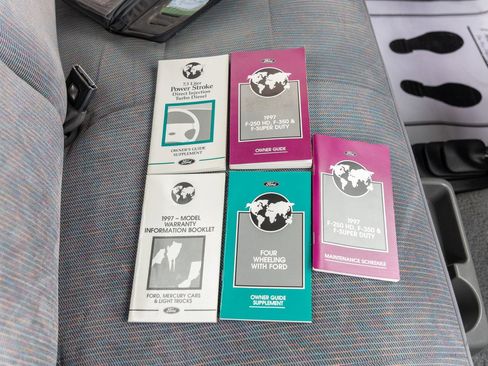 7.3 Liter
Power Stroke
Direct Injection
Turbo Diesel
OWNER'S GUIDE
SUPPLEMENT
Ford
1997
F-250 HD, F-350 &
F-SUPER DUTY
OWNER GUIDE
1997 – MODEL
WARRANTY
INFORMATION BOOKLET
FORD, MERCURY CARS
& LIGHT TRUCKS
Ford
Ford
FOUR
WHEELING
WITH FORD
OWNER GUIDE
SUPPLEMENT
Ford
1997
F-250 HD, F-350 &
F-SUPER DUTY
MAINTENANCE SCHEDULE